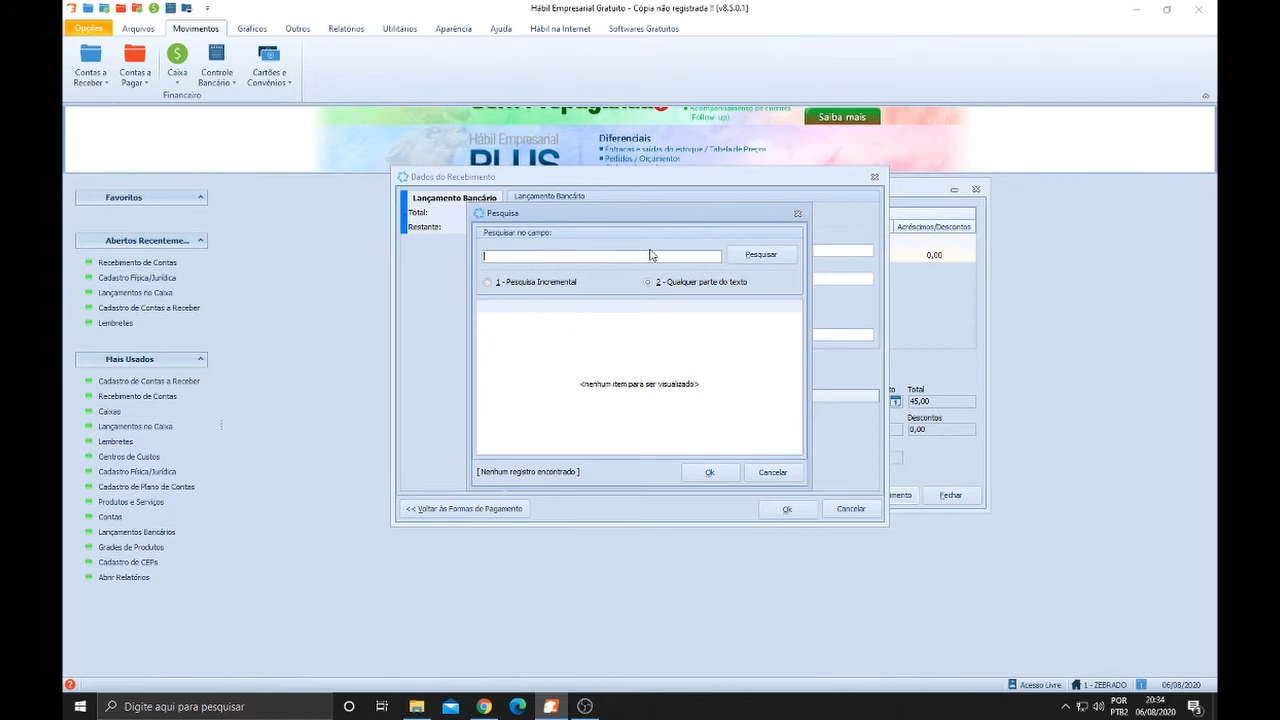 Hábil Empresarial Gratuito - Cópia não registrada !! [v8.5.0.1]
Opções
Arquivos
Movimentos
Gráficos
Outros
Relatórios
Utilitários
Aparência
Ajuda
Hábil na Internet
Softwares Gratuitos
Contas a Receber
Contas a Pagar
Caixa
Controle Bancário
Cartões e Convênios
Financeiro
Acompanhamento de clientes
(Follow-up)
Saiba mais
Hábil Empresarial
PLUS
Diferenciais
Entradas e saídas do estoque / Tabela de Preços
Pedidos / Orçamentos
Favoritos
Abertos Recenteme...
Recebimento de Contas
Cadastro Física/Jurídica
Lançamentos no Caixa
Cadastro de Contas a Receber
Lembretes
Mais Usados
Cadastro de Contas a Receber
Recebimento de Contas
Caixas
Lançamentos no Caixa
Lembretes
Centros de Custo
Cadastro Física/Jurídica
Cadastro de Plano de Contas
Produtos e Serviços
Contas
Lançamentos Bancários
Grades de Produtos
Cadastro de CEPs
Abrir Relatórios
Dados do Recebimento
Lançamento Bancário
Lançamento Bancário
Total:
Restante:
Pesquisa
Pesquisar no campo:
Pesquisar
1 - Pesquisa Incremental
2 - Qualquer parte do texto
<nenhum item para ser visualizado>
[ Nenhum registro encontrado ]
Ok
Cancelar
<< Voltar às Formas de Pagamento
Ok
Cancelar
Acréscimos/Descontos
0,00
Total
45,00
Descontos
0,00
Fechar
Acesso Livre
1 - ZEBRADO
06/08/2020
Digite aqui para pesquisar
POR
PTB2
20:34
06/08/2020